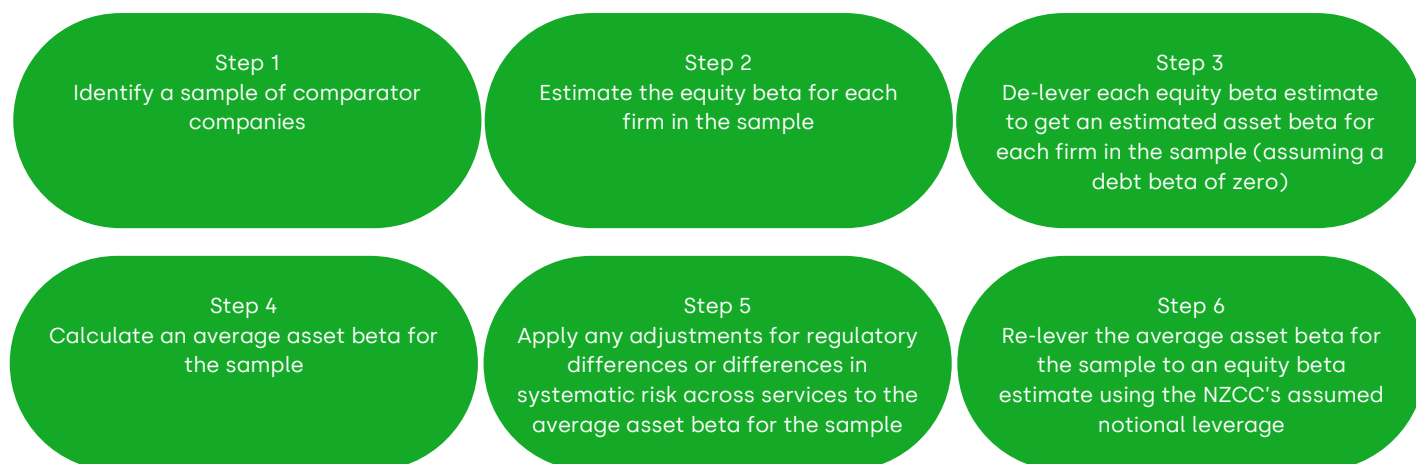 Step 1
Identify a sample of comparator
companies
Step 2
Estimate the equity beta for each
firm in the sample
Step 3
De-lever each equity beta estimate
to get an estimated asset beta for
each firm in the sample (assuming a
debt beta of zero)
Step 4
Calculate an average asset beta for
the sample
Step 5
Apply any adjustments for regulatory
differences or differences in
systematic risk across services to the
average asset beta for the sample
Step 6
Re-lever the average asset beta for
the sample to an equity beta
estimate using the NZCC's assumed
notional leverage